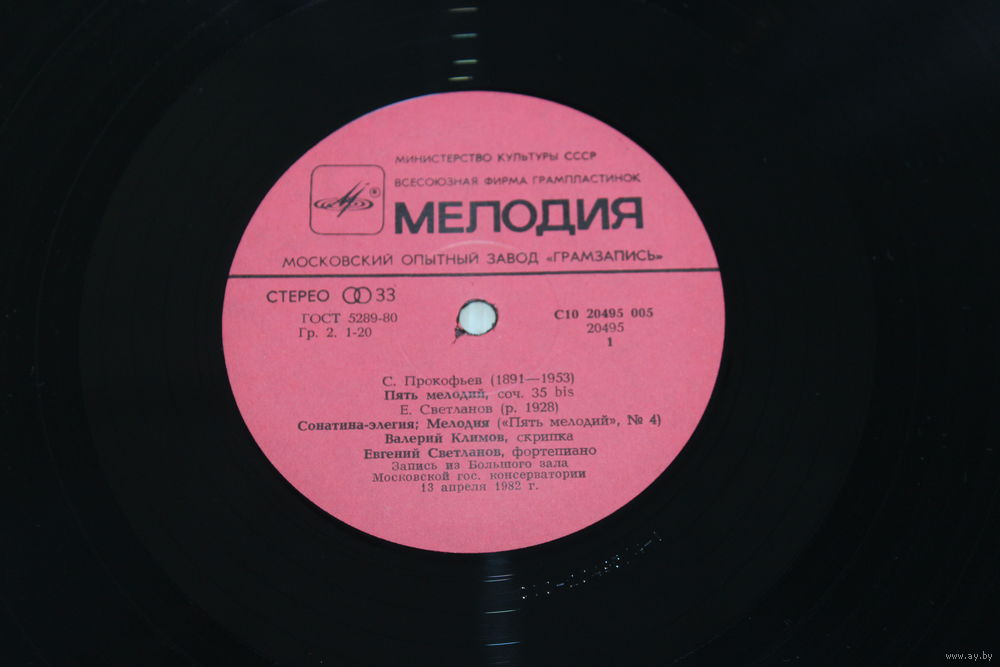 МИНИСТЕРСТВО КУЛЬТУРЫ СССР
ВСЕСОЮЗНАЯ ФИРМА ГРАМПЛАСТИНОК
®
МЕЛОДИЯ
МОСКОВСКИЙ ОПЫТНЫЙ ЗАВОД «ГРАМЗАПИСЬ»
СТЕРЕО 33
ГОСТ 5289-80
Гр. 2. 1-20
С10 20495 005
20495
1
С. Прокофьев (1891—1953)
Пять мелодий, соч. 35 bis
Е. Светланов (р. 1928)
Сонатина-элегия; Мелодия («Пять мелодий», № 4)
Валерий Климов, скрипка
Евгений Светланов, фортепиано
Запись из Большого зала
Московской гос. консерватории
13 апреля 1982 г.
www.ay.by